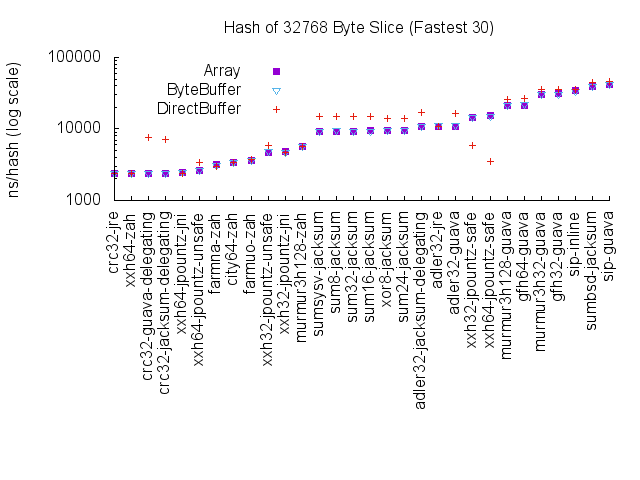 Hash of 32768 Byte Slice (Fastest 30)
ns/hash (log scale)
100000
10000
1000
Array
ByteBuffer
DirectBuffer
crc32-jre
xxh64-zah
crc32-guava-delegating
crc32-jacksum-delegating
xxh64-jpountz-jni
xxh64-jpountz-unsafe
farmna-zah
city64-zah
farmuo-zah
xxh32-jpountz-unsafe
xxh32-jpountz-jni
murmur3h128-zah
sumsysv-jacksum
sum8-jacksum
sum32-jacksum
sum16-jacksum
xor8-jacksum
sum24-jacksum
adler32-jacksum-delegating
adler32-jre
adler32-guava
xxh32-jpountz-safe
xxh64-jpountz-safe
murmur3h128-guava
gfh64-guava
murmur3h32-guava
gfh32-guava
sip-inline
sumbsd-jacksum
sip-guava